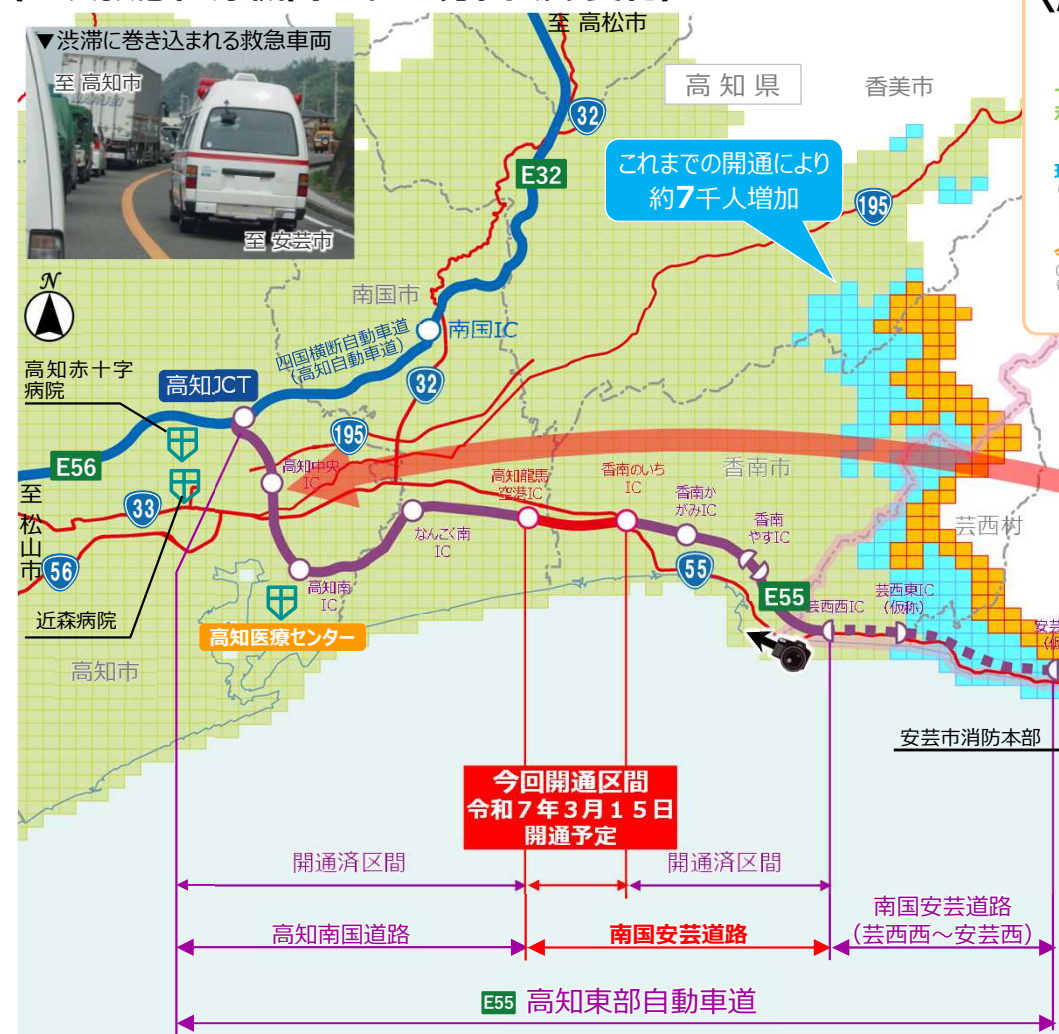 至 高松市
▼渋滞に巻き込まれる救急車両
至 高知市
至 安芸市
高知県
香美市
32
E32
これまでの開通により
約7千人増加
195
N
南国市
四国横断自動車道
(高知自動車道)
南国IC
高知赤十字
病院
高知JCT
32
195
E56
高知中央
IC
高知龍馬
空港IC
香南のいち
IC
香南市
香南か
がみIC
香南
やすIC
至
松
山
市
33
56
なんこく南
IC
高知南
IC
55
E55
芸西村
芸西西IC
芸西東IC
(仮称)
近森病院
高知医療センター
高知市
安芸市消防本部
今回開通区間
令和7年3月15日
開通予定
開通済区間
開通済区間
高知南国道路
南国安芸道路
南国安芸道路
(芸西西～安芸西)
E55 高知東部自動車道